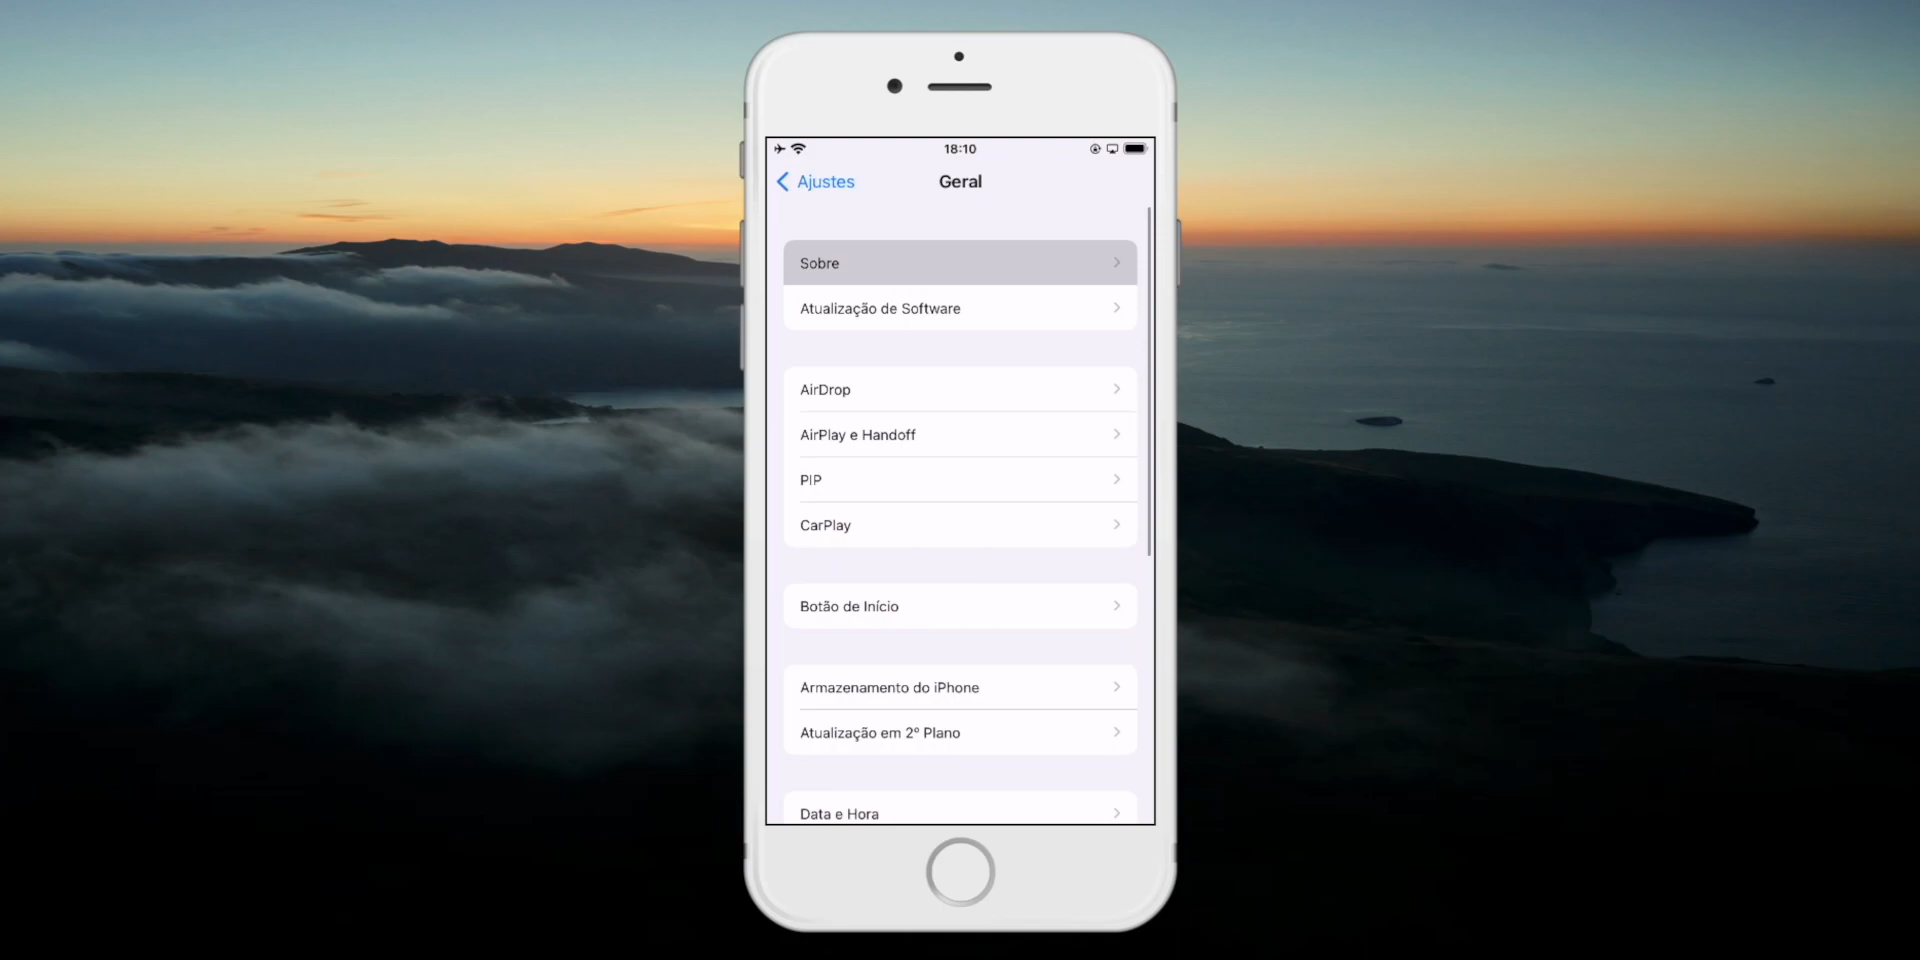 18:10
Ajustes
Geral
Sobre
Atualização de Software
AirDrop
AirPlay e Handoff
PIP
CarPlay
Botão de Início
Armazenamento do iPhone
Atualização em 2º Plano
Data e Hora